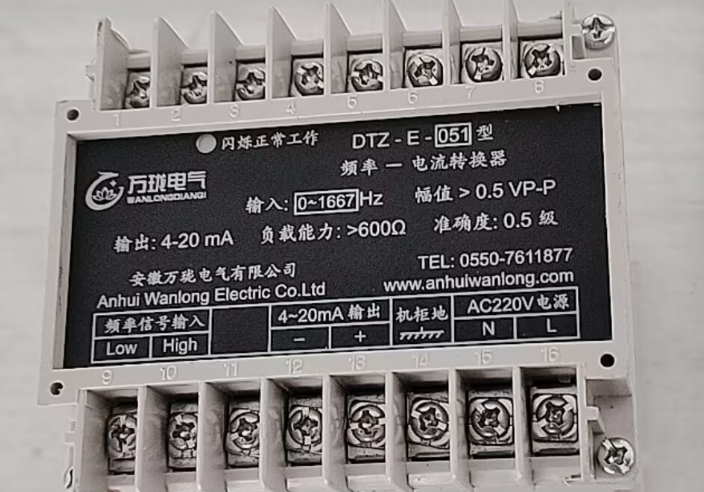 1 2 3 4 5 6 7 8
闪烁正常工作 DTZ-E-051型
频率—电流转换器
万珑电气
WANLONGDIANQI
输入: 0~1667Hz 幅值>0.5 VP-P
输出: 4-20 mA 负载能力: >600Ω 准确度: 0.5 级
安徽万珑电气有限公司 TEL: 0550-7611877
Anhui Wanlong Electric Co.Ltd www.anhuiwanlong.com
频率信号输入 4~20mA 输出 机柜地 AC220V电源
Low High − + N L
9 10 11 12 13 14 15 16